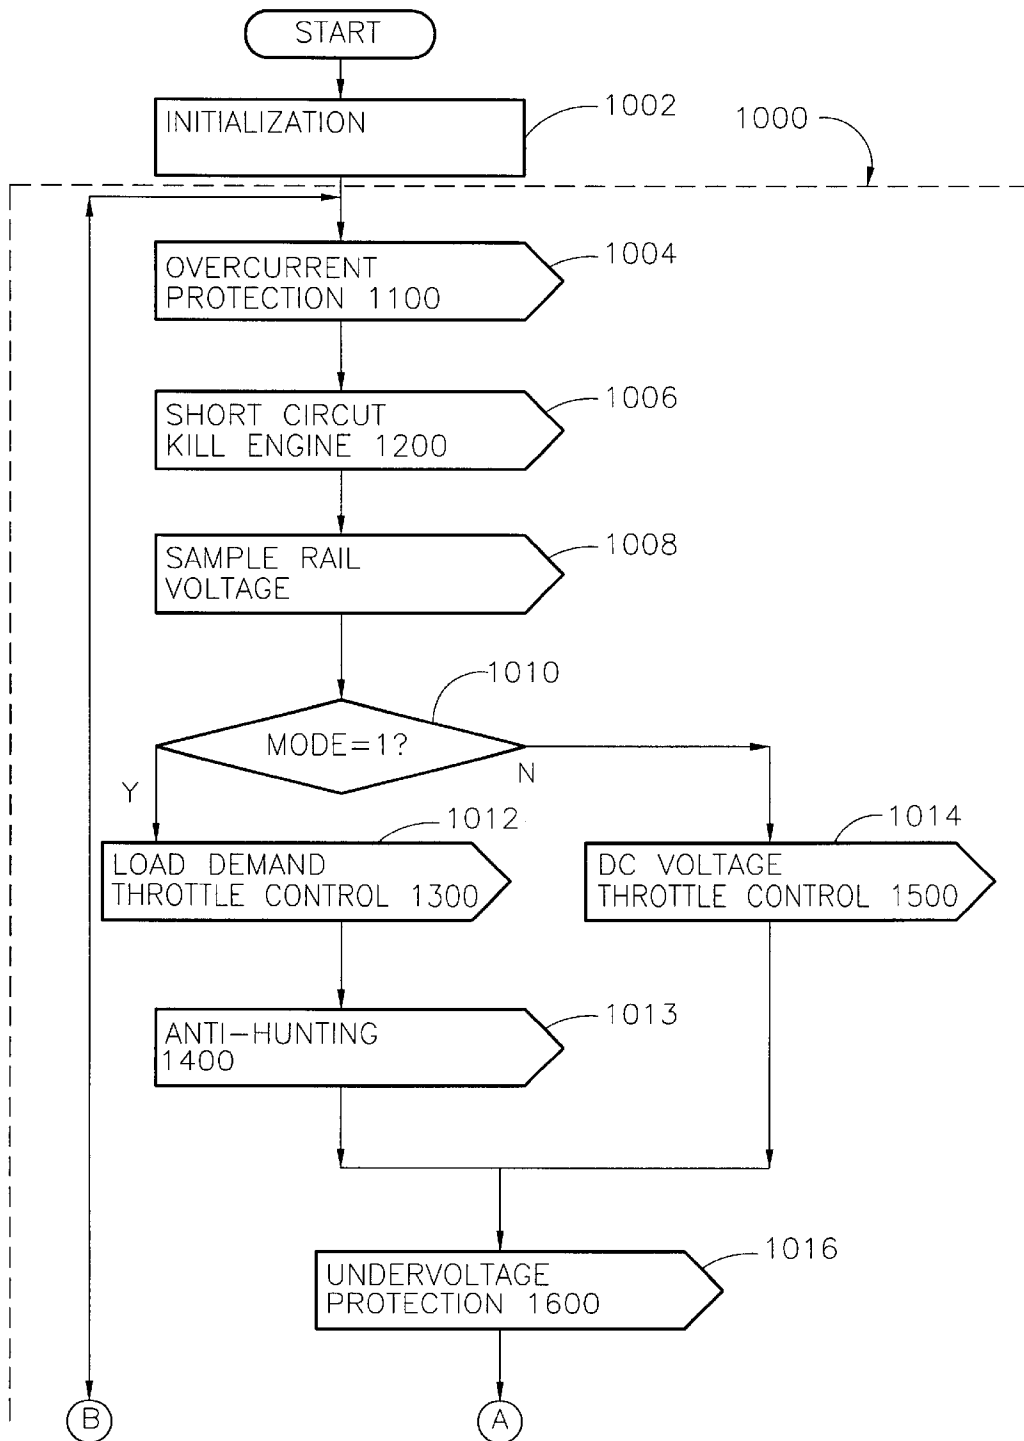 START
INITIALIZATION
1002
1000
OVERCURRENT
PROTECTION 1100
1004
SHORT CIRCUT
KILL ENGINE 1200
1006
SAMPLE RAIL
VOLTAGE
1008
1010
MODE=1?
Y
N
1012
LOAD DEMAND
THROTTLE CONTROL 1300
1014
DC VOLTAGE
THROTTLE CONTROL 1500
ANTI-HUNTING
1400
1013
UNDERVOLTAGE
PROTECTION 1600
1016
B
A